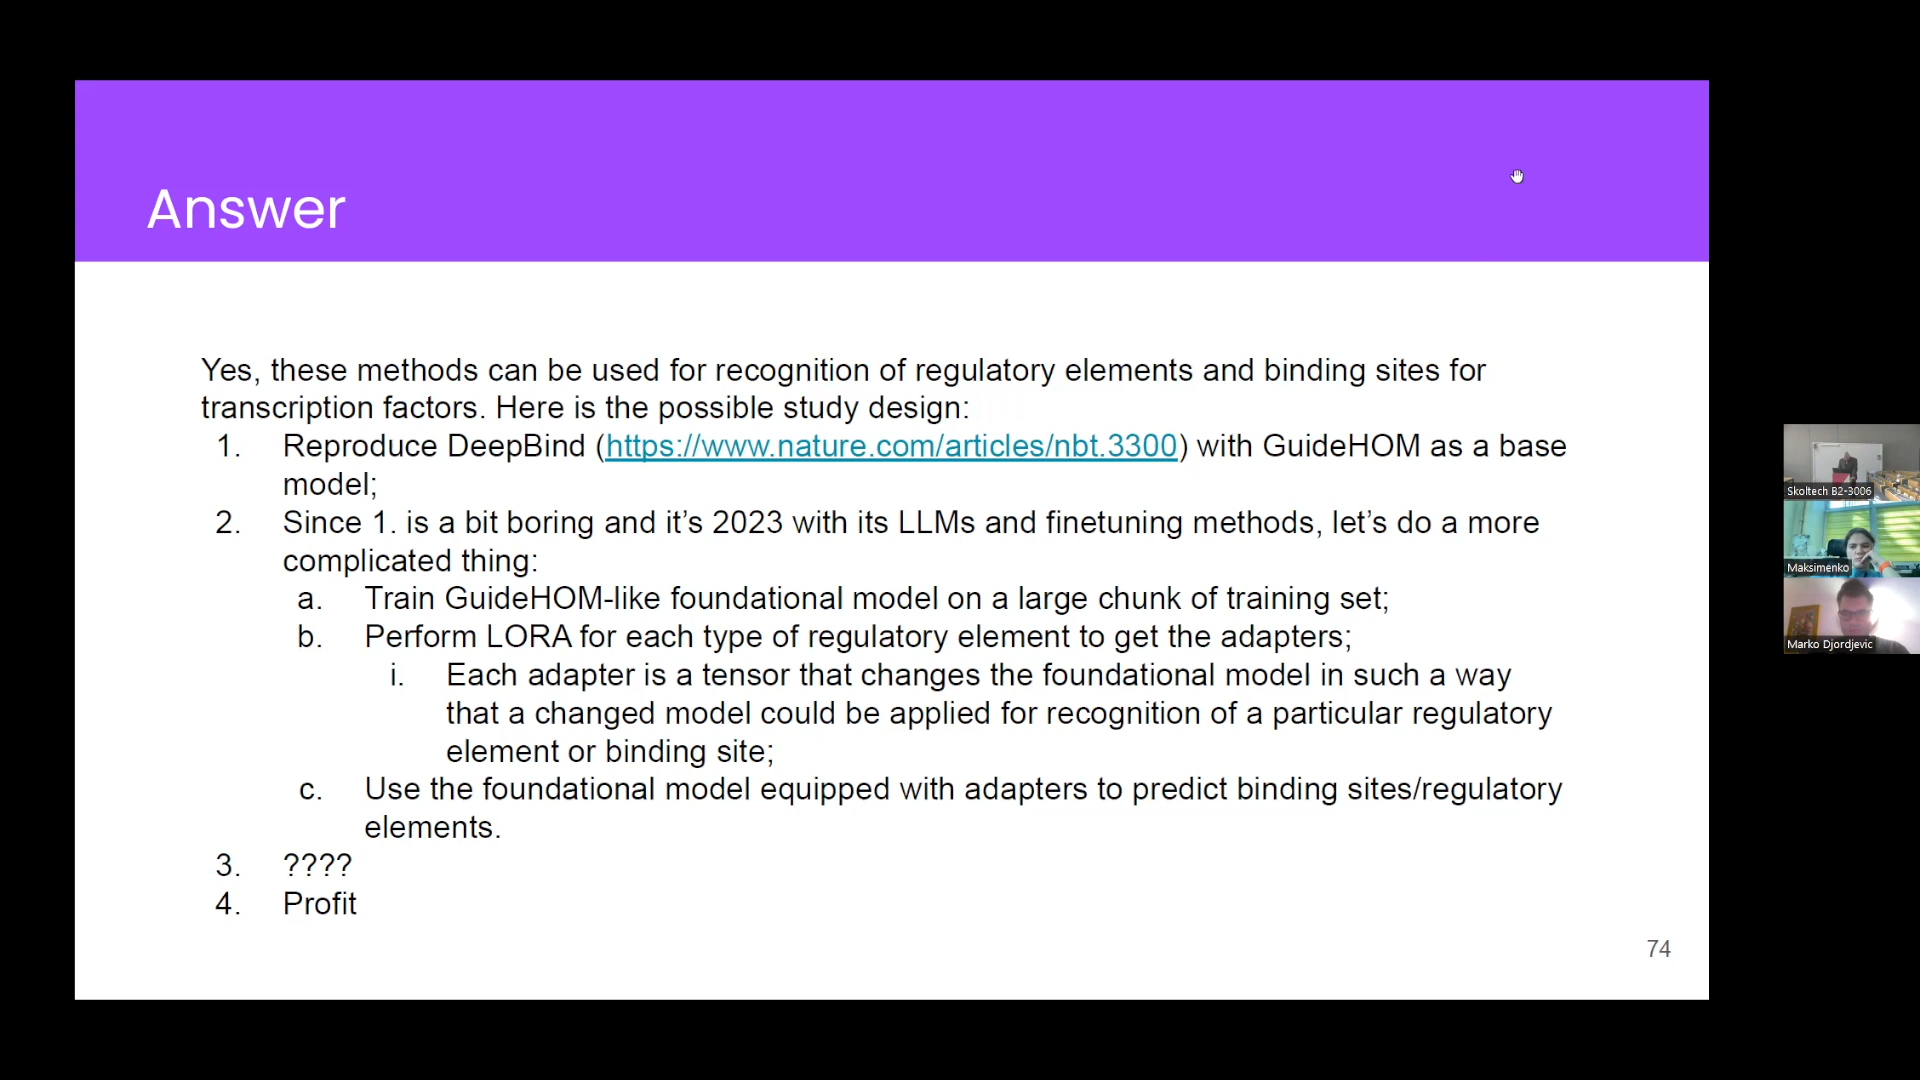 Answer
Yes, these methods can be used for recognition of regulatory elements and binding sites for
transcription factors. Here is the possible study design:
1. Reproduce DeepBind (https://www.nature.com/articles/nbt.3300) with GuideHOM as a base
model;
2. Since 1. is a bit boring and it’s 2023 with its LLMs and finetuning methods, let’s do a more
complicated thing:
a. Train GuideHOM-like foundational model on a large chunk of training set;
b. Perform LORA for each type of regulatory element to get the adapters;
i. Each adapter is a tensor that changes the foundational model in such a way
that a changed model could be applied for recognition of a particular regulatory
element or binding site;
c. Use the foundational model equipped with adapters to predict binding sites/regulatory
elements.
3. ????
4. Profit
74
Skoltech B2-3006
Maksimenko
Marko Djordjevic